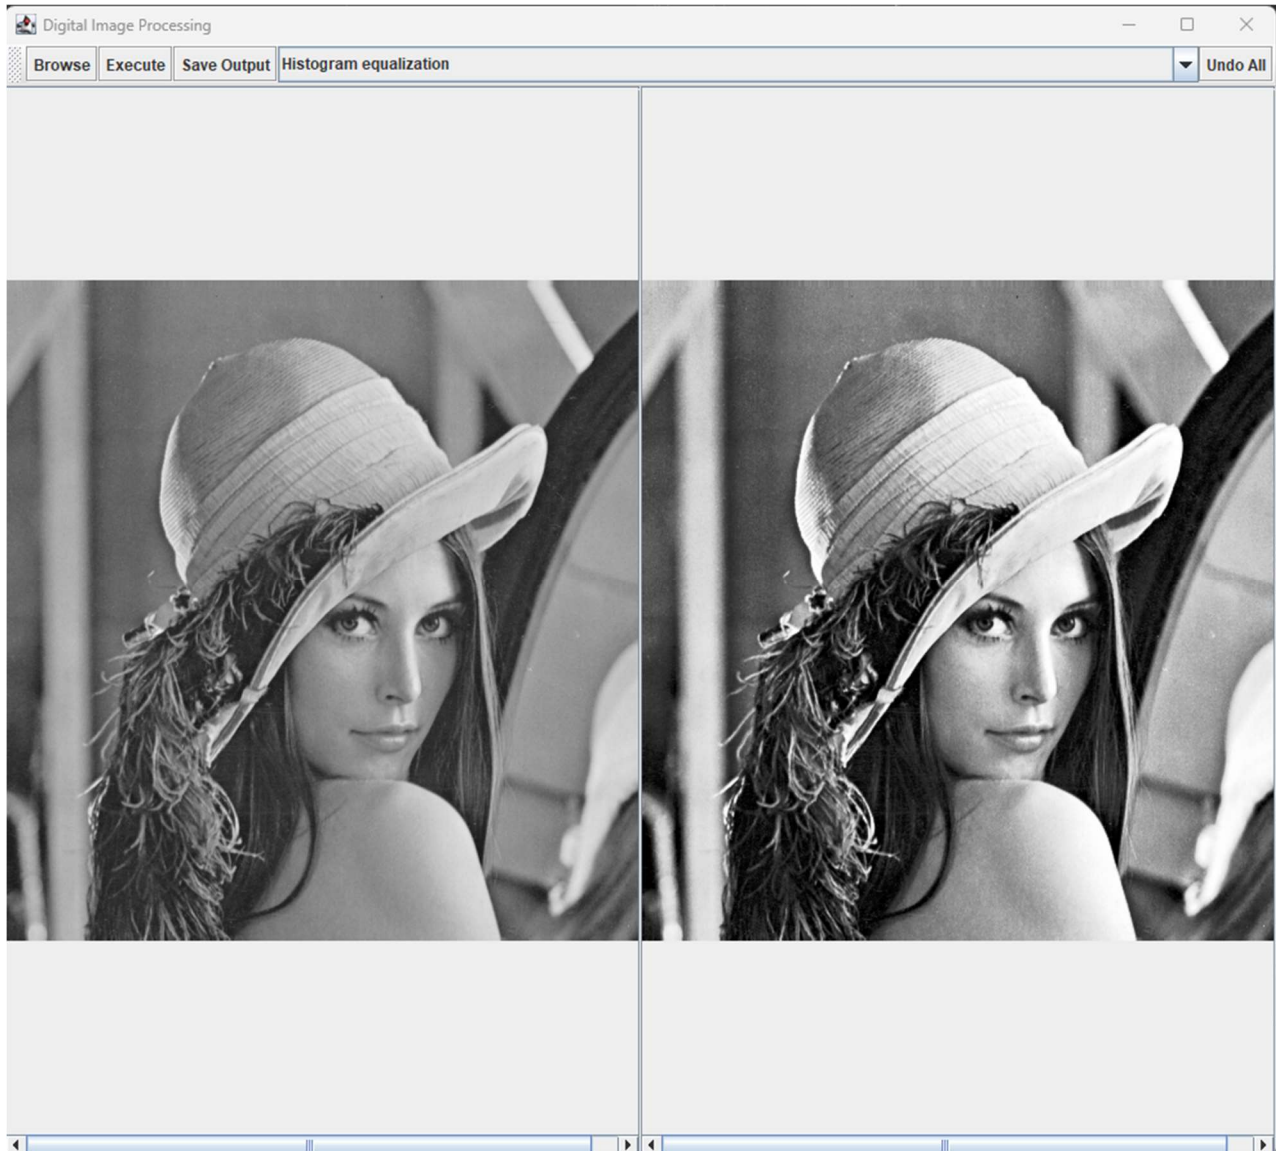 Digital Image Processing
Browse Execute Save Output Histogram equalization Undo All